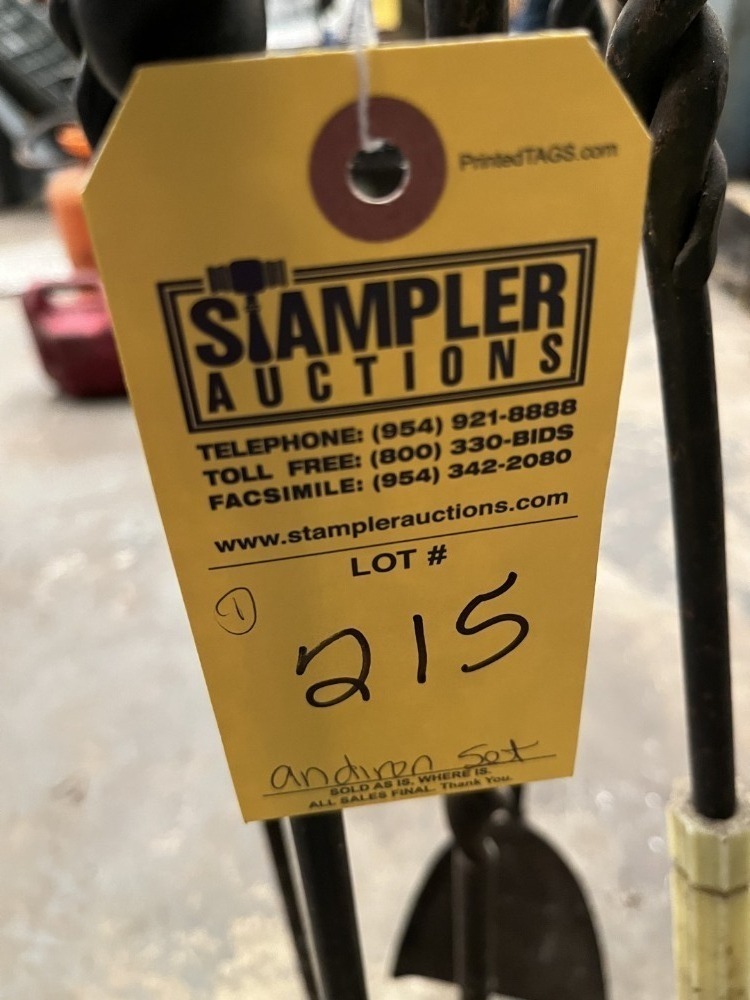 PrintedTAGS.com
STAMPLER
AUCTIONS
TELEPHONE: (954) 921-8888
TOLL FREE: (800) 330-BIDS
FACSIMILE: (954) 342-2080
www.stamplerauctions.com
LOT #
1
215
andiron set
SOLD AS IS. WHERE IS.
ALL SALES FINAL. Thank You.